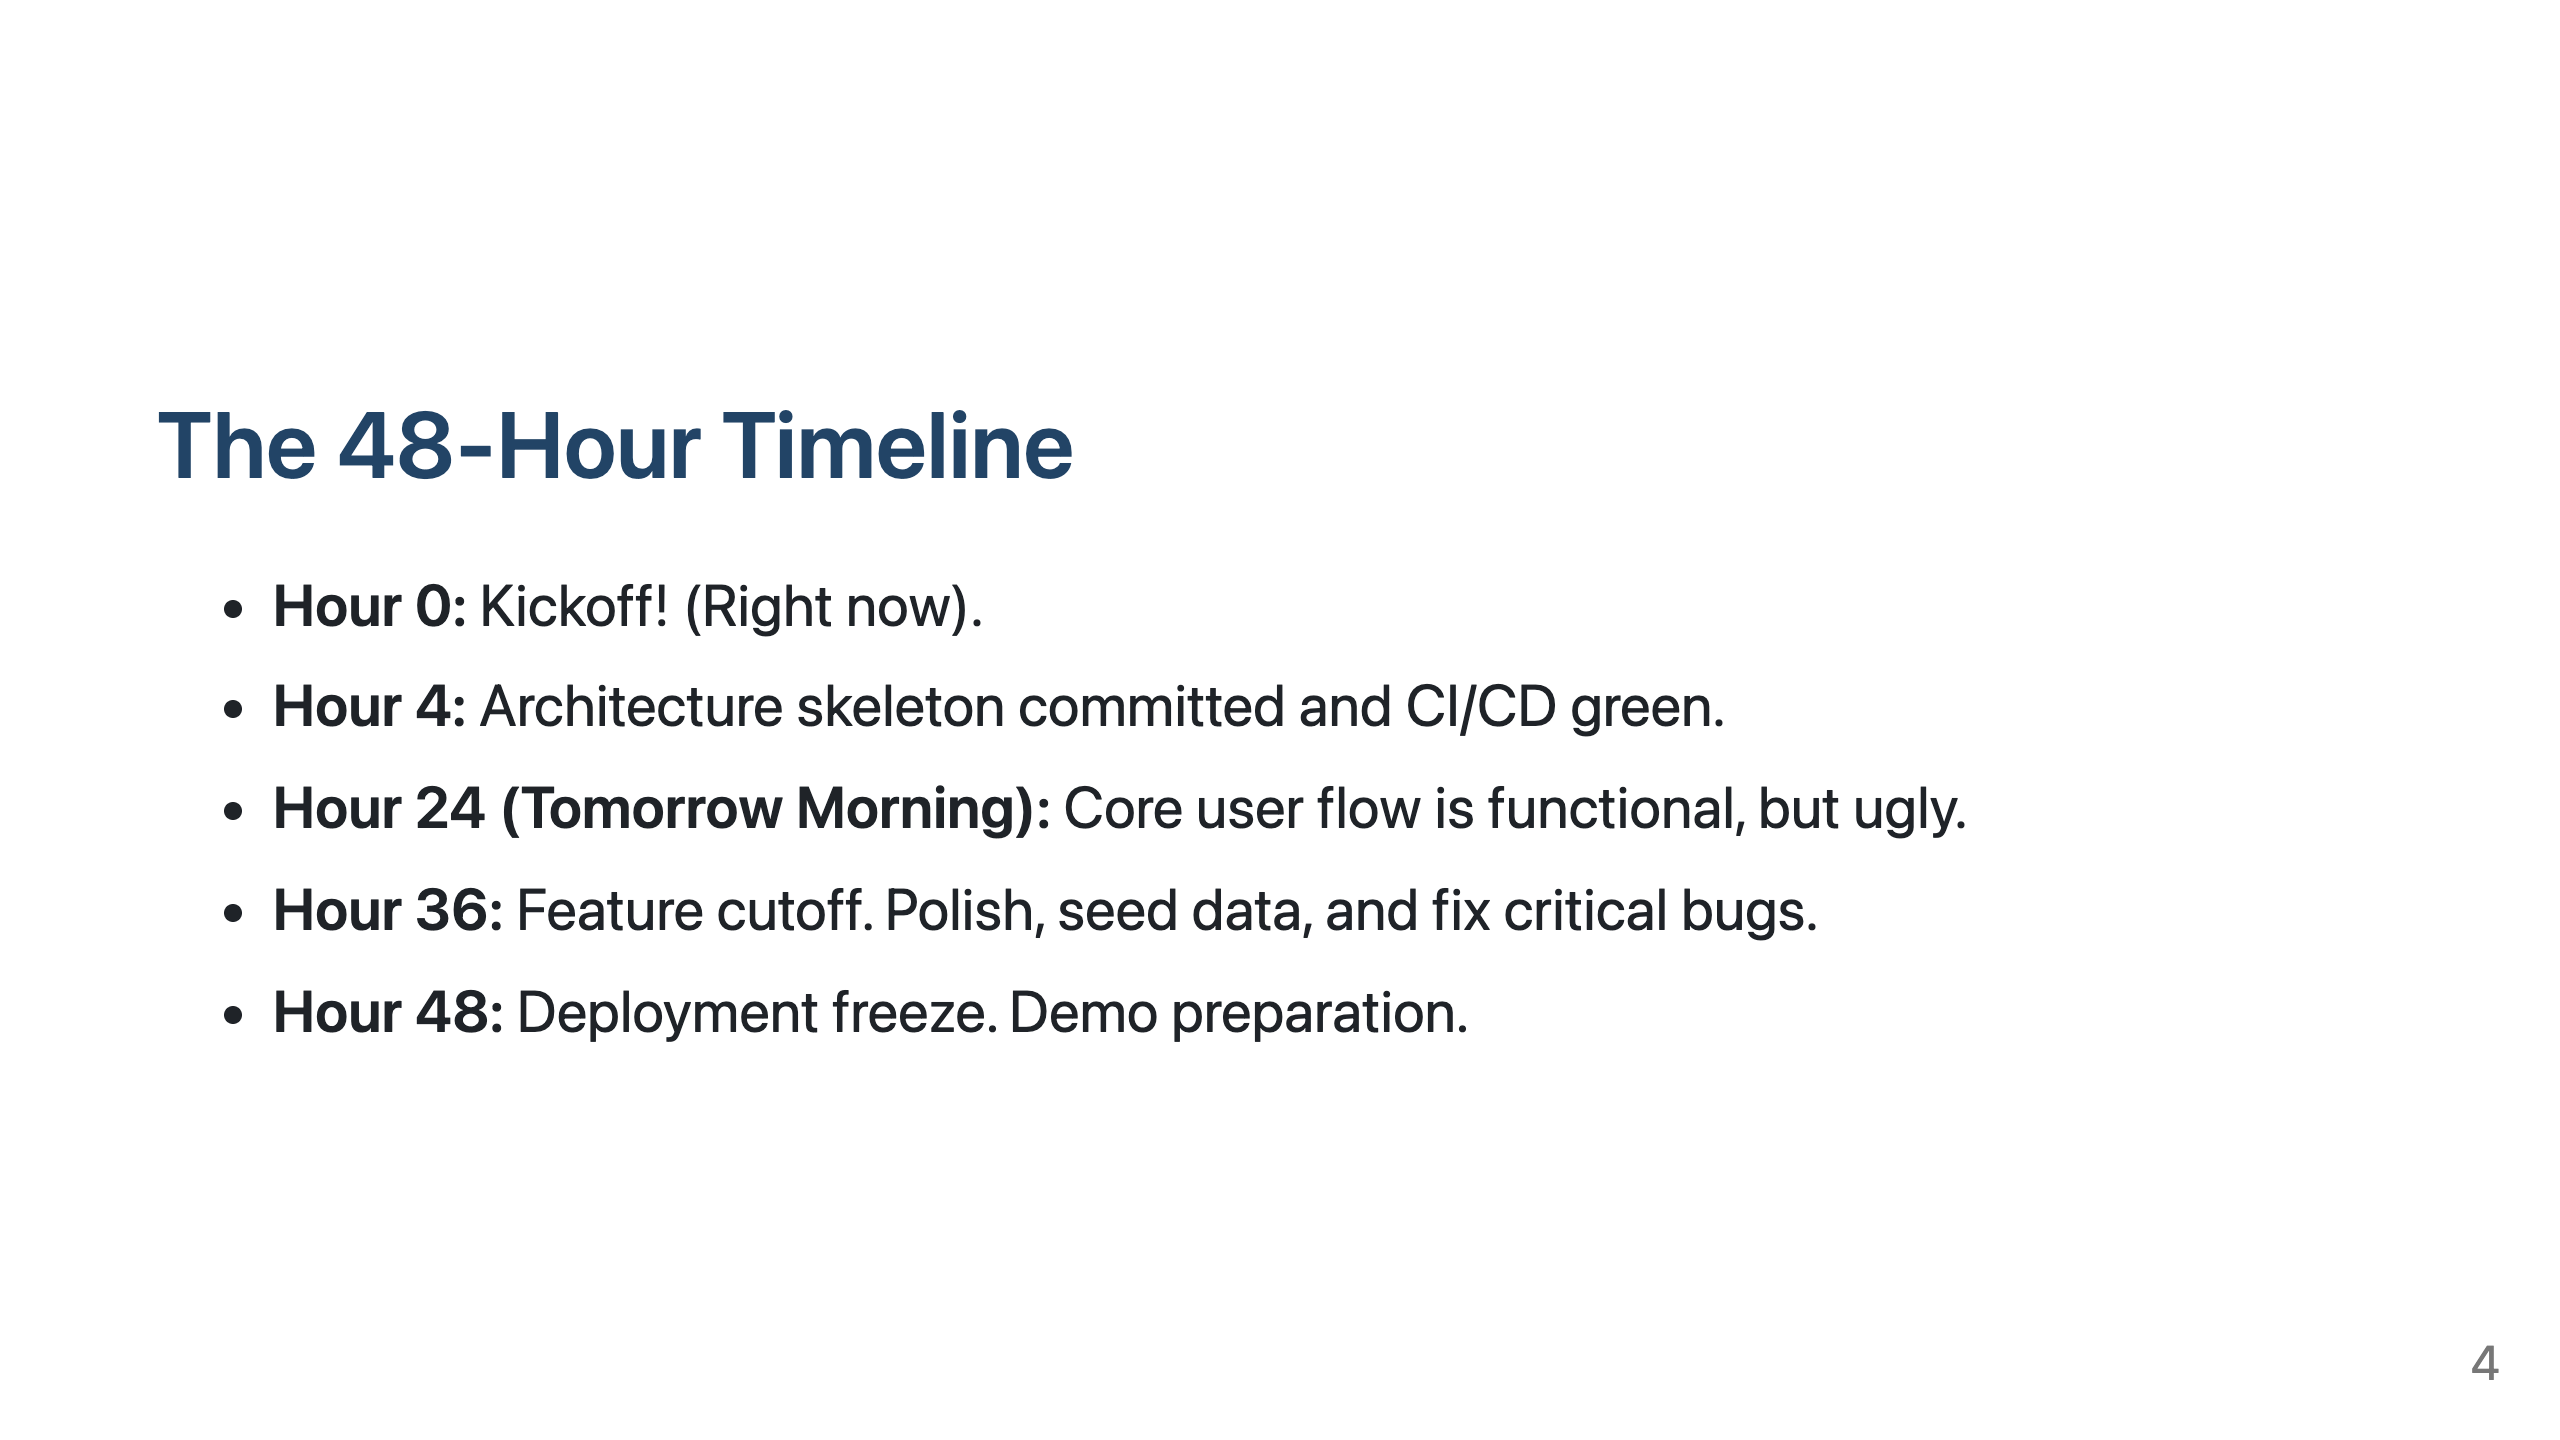 The 48-Hour Timeline
• Hour 0: Kickoff! (Right now).
• Hour 4: Architecture skeleton committed and CI/CD green.
• Hour 24 (Tomorrow Morning): Core user flow is functional, but ugly.
• Hour 36: Feature cutoff. Polish, seed data, and fix critical bugs.
• Hour 48: Deployment freeze. Demo preparation.
4